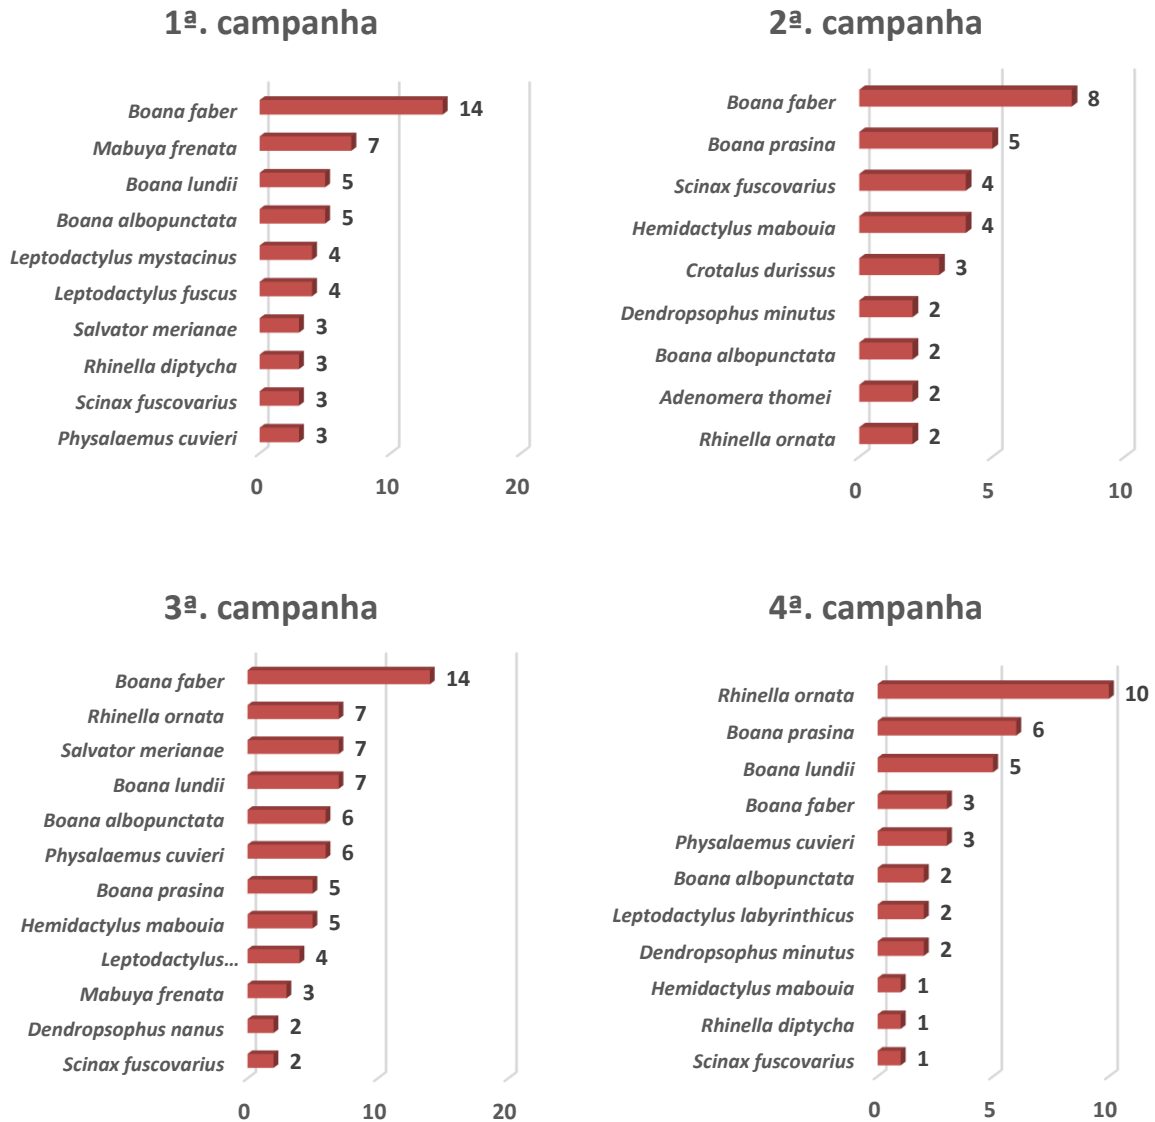 1ª. campanha
Boana faber 14
Mabuya frenata 7
Boana lundii 5
Boana albopunctata 5
Leptodactylus mystacinus 4
Leptodactylus fuscus 4
Salvator merianae 3
Rhinella diptycha 3
Scinax fuscovarius 3
Physalaemus cuvieri 3
0 10 20
2ª. campanha
Boana faber 8
Boana prasina 5
Scinax fuscovarius 4
Hemidactylus mabouia 4
Crotalus durissus 3
Dendropsophus minutus 2
Boana albopunctata 2
Adenomera thomei 2
Rhinella ornata 2
0 5 10
3ª. campanha
Boana faber 14
Rhinella ornata 7
Salvator merianae 7
Boana lundii 7
Boana albopunctata 6
Physalaemus cuvieri 6
Boana prasina 5
Hemidactylus mabouia 5
Leptodactylus... 4
Mabuya frenata 3
Dendropsophus nanus 2
Scinax fuscovarius 2
0 10 20
4ª. campanha
Rhinella ornata 10
Boana prasina 6
Boana lundii 5
Boana faber 3
Physalaemus cuvieri 3
Boana albopunctata 2
Leptodactylus labyrinthicus 2
Dendropsophus minutus 2
Hemidactylus mabouia 1
Rhinella diptycha 1
Scinax fuscovarius 1
0 5 10